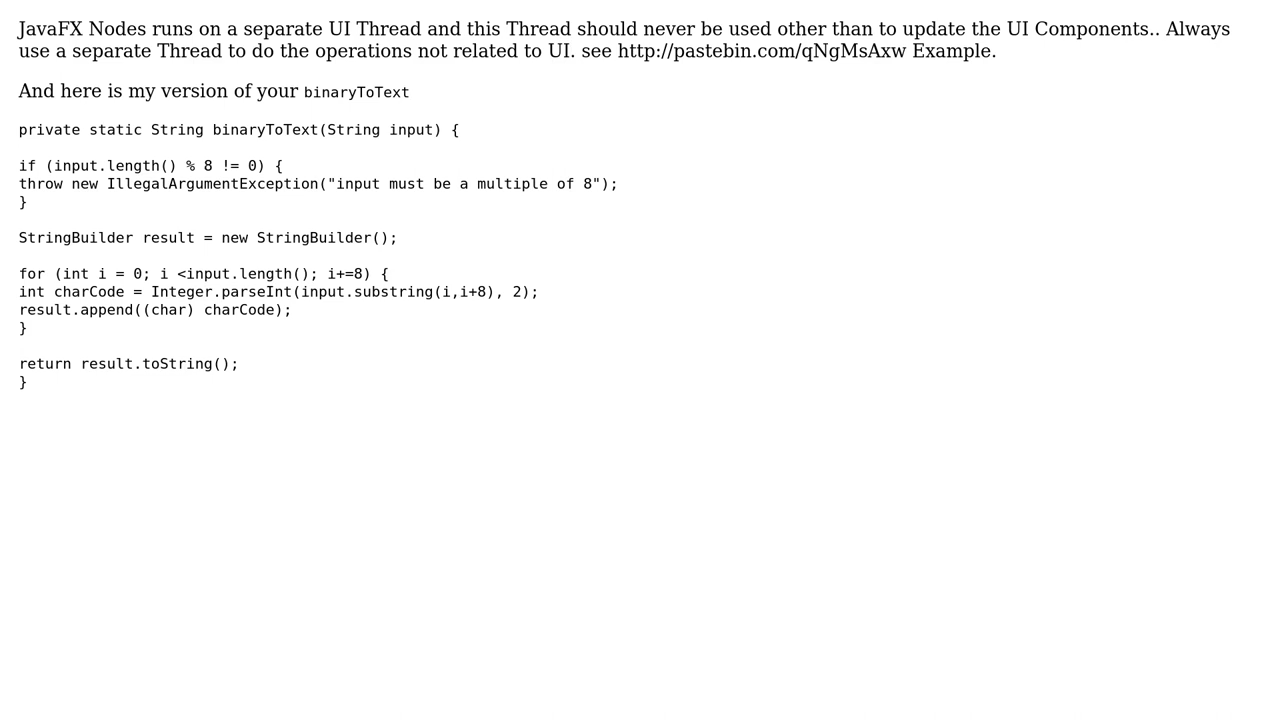 JavaFX Nodes runs on a separate UI Thread and this Thread should never be used other than to update the UI Components.. Always
use a separate Thread to do the operations not related to UI. see http://pastebin.com/qNgMsAxw Example.
And here is my version of your binaryToText
private static String binaryToText(String input) {
if (input.length() % 8 != 0) {
throw new IllegalArgumentException("input must be a multiple of 8");
}
StringBuilder result = new StringBuilder();
for (int i = 0; i <input.length(); i+=8) {
int charCode = Integer.parseInt(input.substring(i,i+8), 2);
result.append((char) charCode);
}
return result.toString();
}